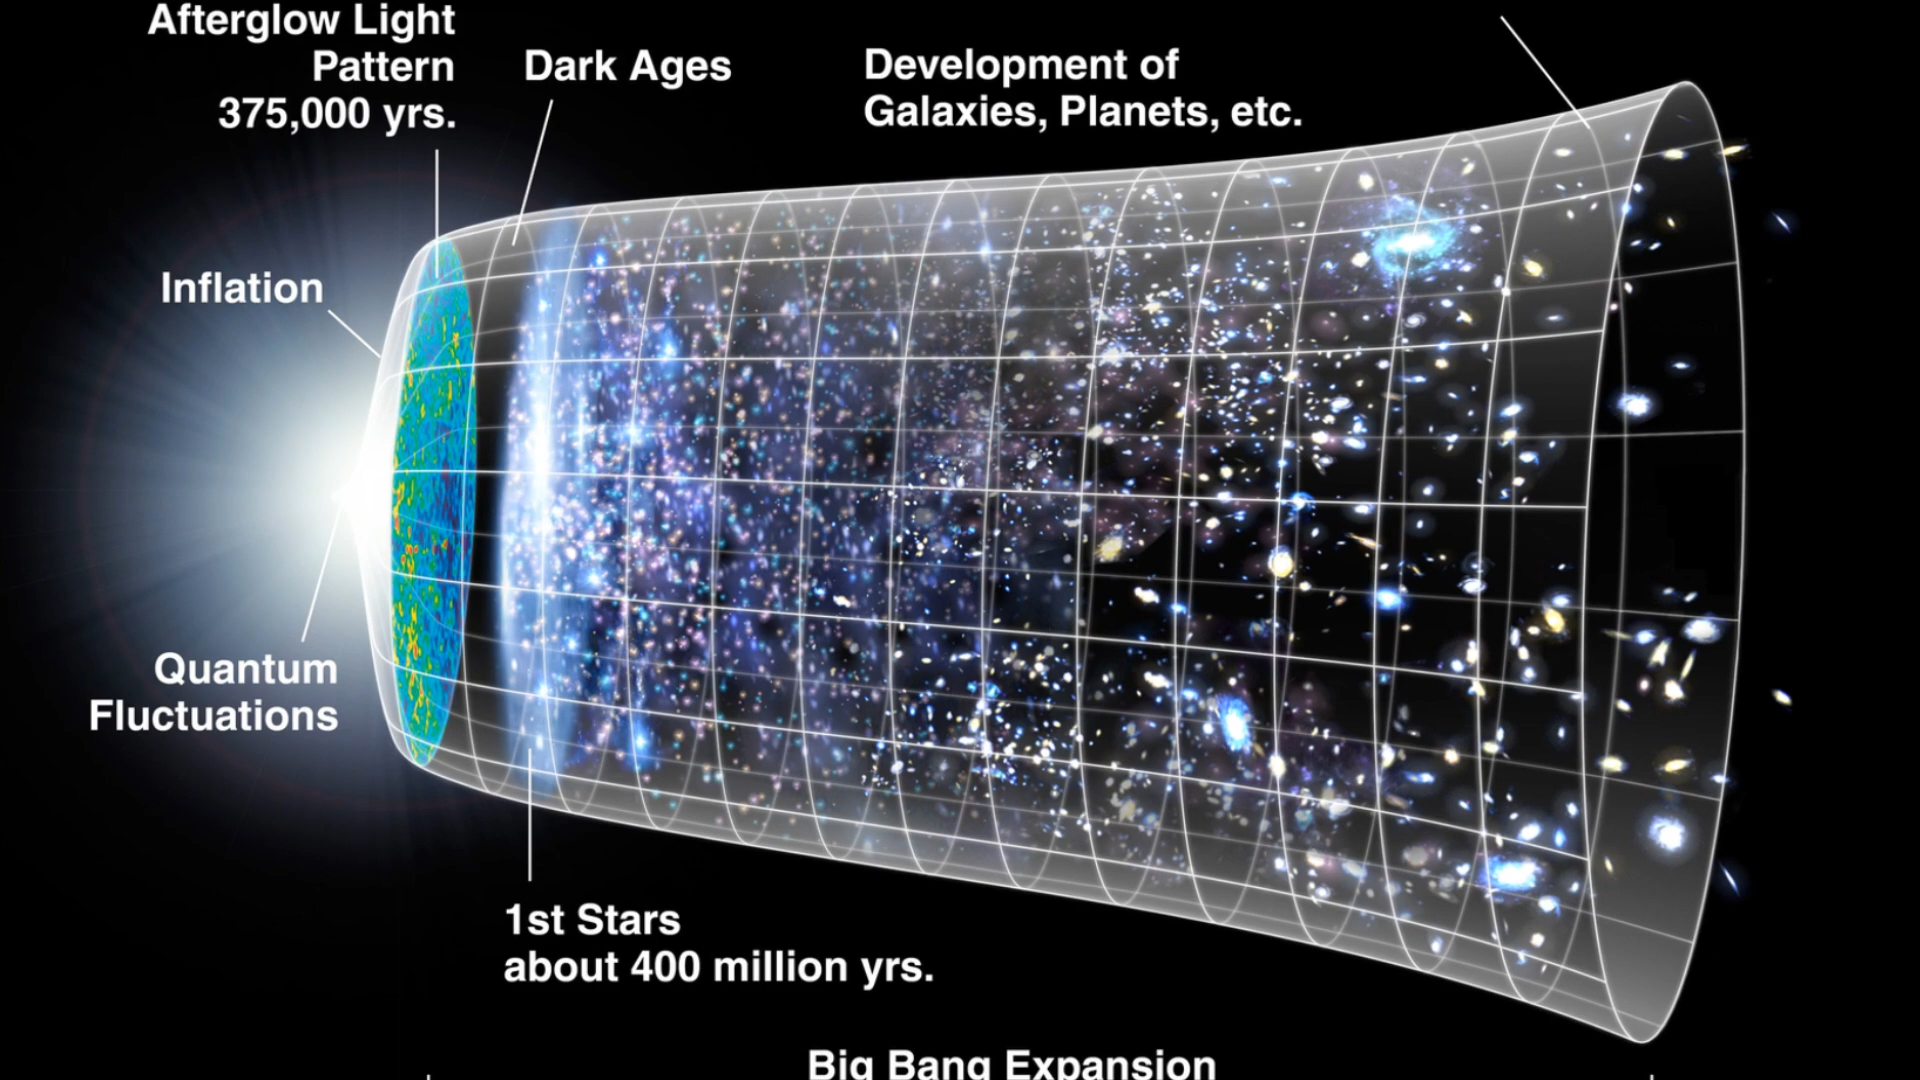 Afterglow Light
Pattern
375,000 yrs.
Dark Ages
Development of
Galaxies, Planets, etc.
Inflation
Quantum
Fluctuations
1st Stars
about 400 million yrs.
Big Bang Expansion